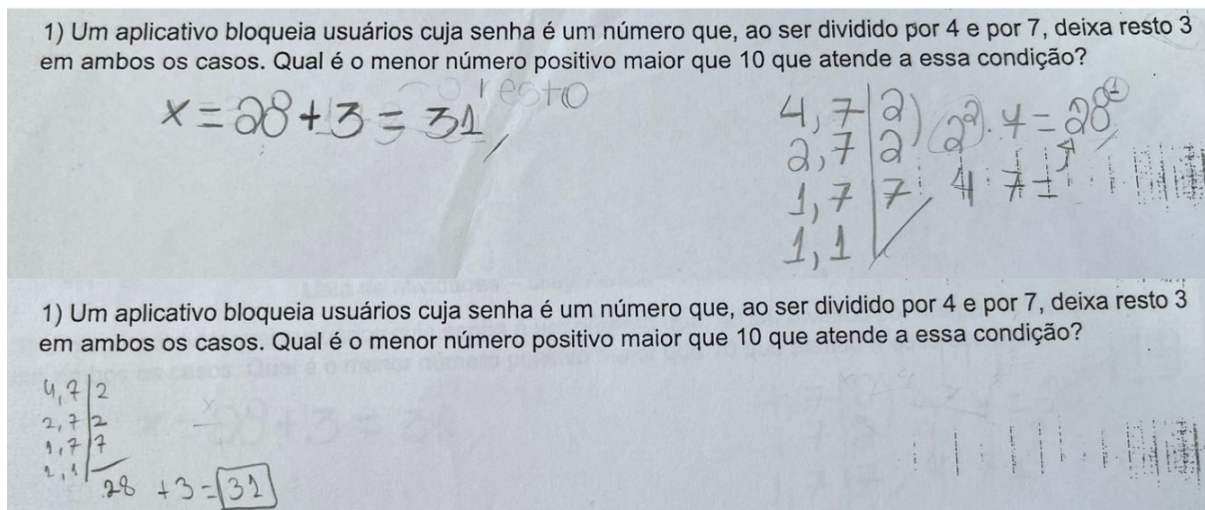 1) Um aplicativo bloqueia usuários cuja senha é um número que, ao ser dividido por 4 e por 7, deixa resto 3
em ambos os casos. Qual é o menor número positivo maior que 10 que atende a essa condição?
resto
x = 28 + 3 = 31
4, 7 | 2
2, 7 | 2
1, 7 | 7
1, 1
1) Um aplicativo bloqueia usuários cuja senha é um número que, ao ser dividido por 4 e por 7, deixa resto 3
em ambos os casos. Qual é o menor número positivo maior que 10 que atende a essa condição?
4, 7 | 2
2, 7 | 2
1, 7 | 7
1, 1
28 + 3 = 31